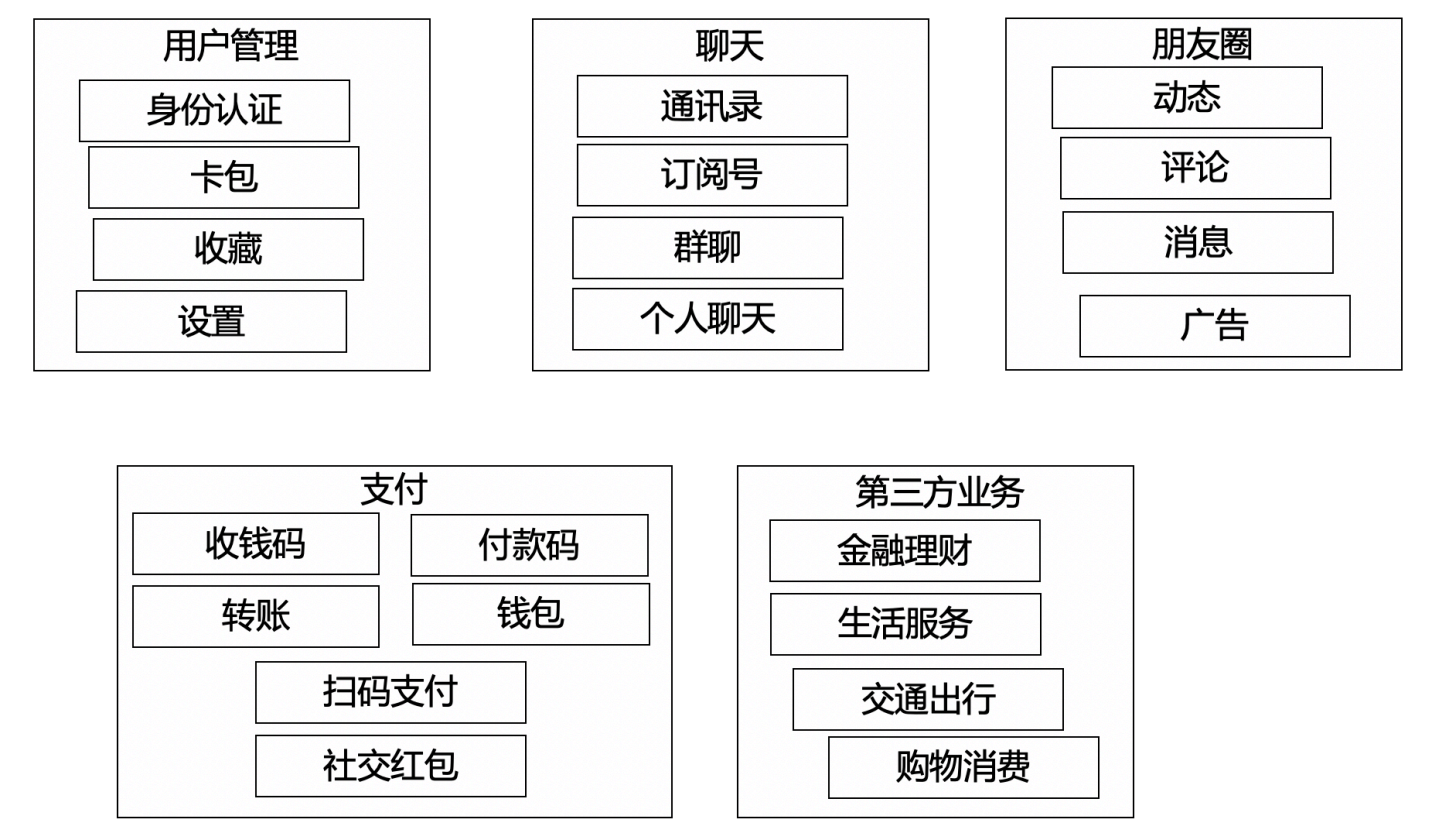 用户管理
身份认证
卡包
收藏
设置
聊天
通讯录
订阅号
群聊
个人聊天
朋友圈
动态
评论
消息
广告
支付
收钱码
付款码
转账
钱包
扫码支付
社交红包
第三方业务
金融理财
生活服务
交通出行
购物消费